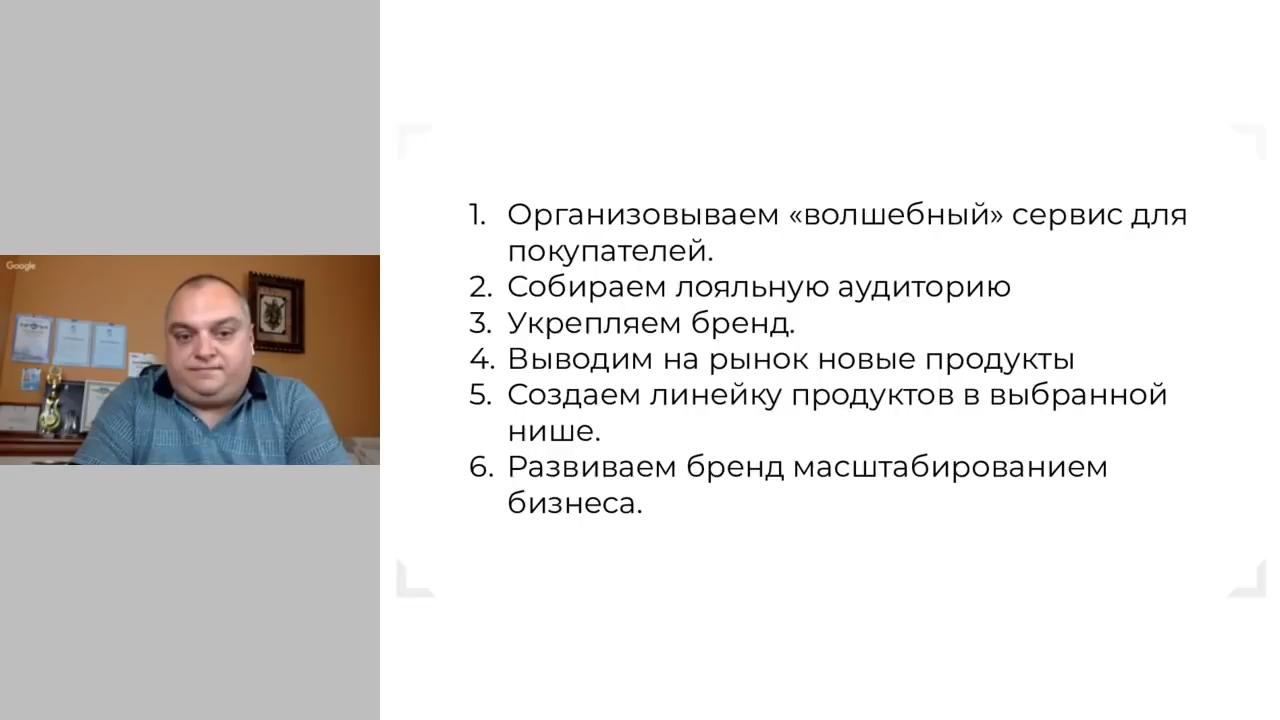 Google
1. Организовываем «волшебный» сервис для
покупателей.
2. Собираем лояльную аудиторию
3. Укрепляем бренд.
4. Выводим на рынок новые продукты
5. Создаем линейку продуктов в выбранной
нише.
6. Развиваем бренд масштабированием
бизнеса.